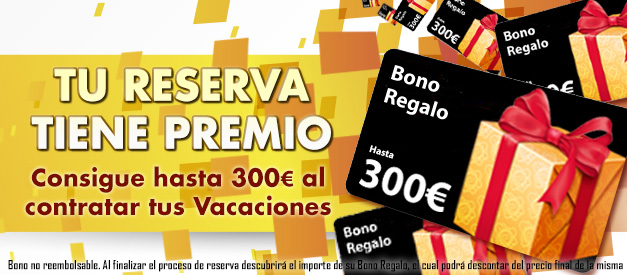 TU RESERVA
TIENE PREMIO
Consigue hasta 300€ al
contratar tus Vacaciones
Bono
Regalo
Hasta
300€
Bono
Regalo
Bono
Regalo
300€
Bono
Regalo
Hasta
300€
Bono no reembolsable. Al finalizar el proceso de reserva descubrirá el importe de su Bono Regalo, el cual podrá descontar del precio final de la misma